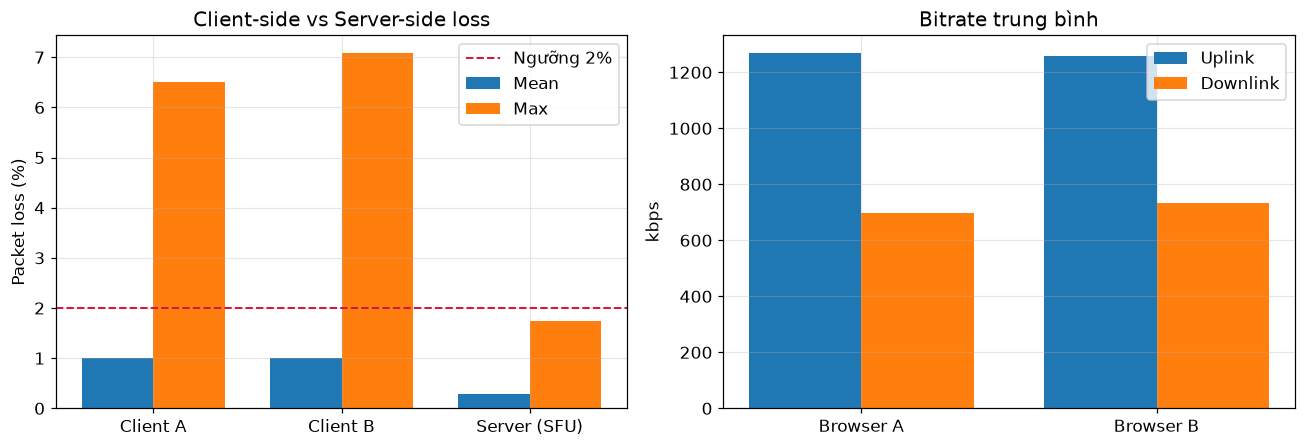 Client-side vs Server-side loss
Packet loss (%)
7
6
5
4
3
2
1
0
Ngưỡng 2%
Mean
Max
Client A
Client B
Server (SFU)
Bitrate trung bình
kbps
1200
1000
800
600
400
200
0
Uplink
Downlink
Browser A
Browser B